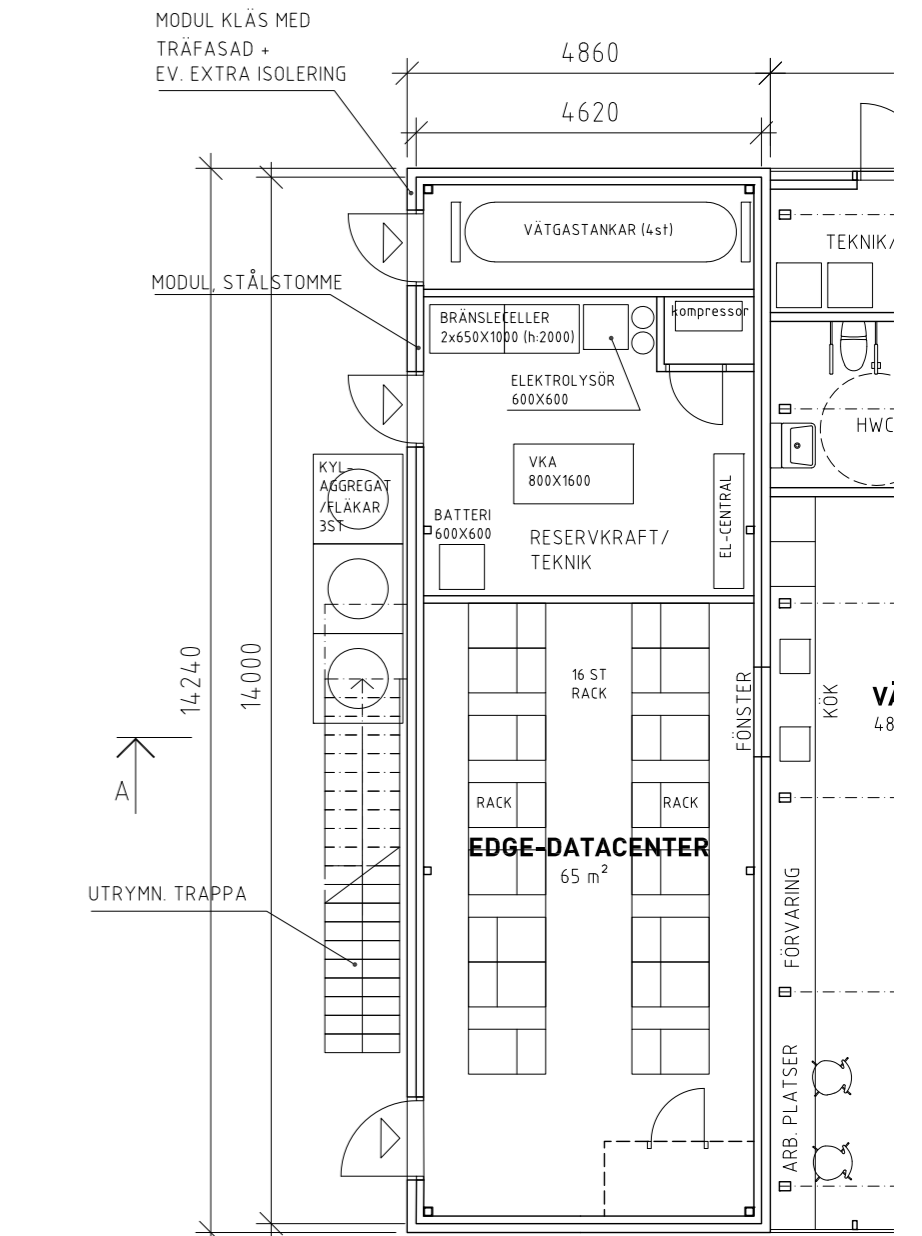 MODUL KLÄS MED
TRÄFASAD +
EV. EXTRA ISOLERING
4860
4620
VÄTGASTANKAR (4st)
TEKNIK/
MODUL, STÅLSTOMME
BRÄNSLECELLER
2x650X1000 (h:2000)
kompressor
ELEKTROLYSÖR
600X600
HWC
KYL-
AGGREGAT
/FLÄKAR
3ST
VKA
800X1600
EL-CENTRAL
BATTERI
600X600
RESERVKRAFT/
TEKNIK
14240
14000
16 ST
RACK
FÖNSTER
KÖK
48
A
RACK
RACK
EDGE-DATACENTER
65 m²
UTRYMN. TRAPPA
FÖRVARING
ARB. PLATSER